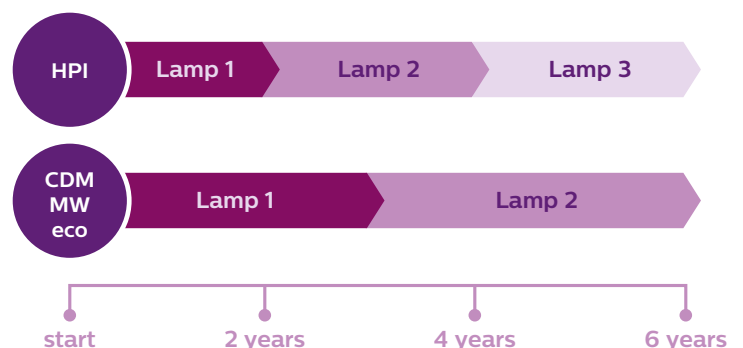 HPI
Lamp 1
Lamp 2
Lamp 3
CDM
MW
eco
Lamp 1
Lamp 2
start
2 years
4 years
6 years